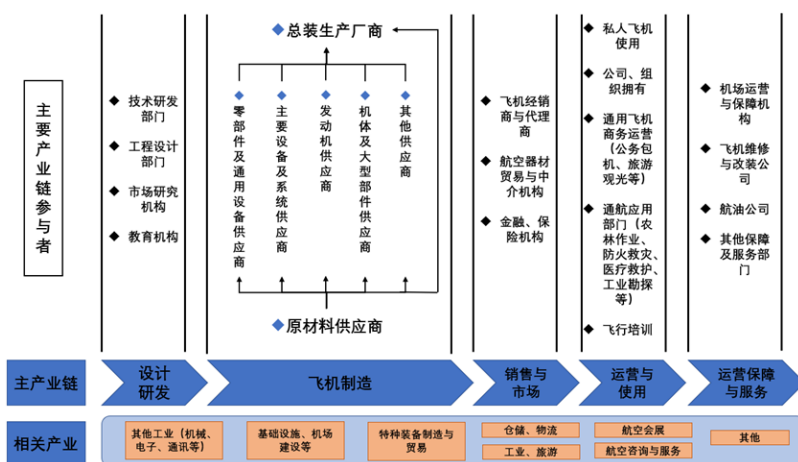 主要产业链参与者
◆ 技术研发
部门
◆ 工程设计
部门
◆ 市场研究
机构
◆ 教育机构
◆总装生产厂商
◆零部件及通用设备供应商
◆主要设备及系统供应商
◆发动机供应商
◆机体及大型部件供应商
◆其他供应商
◆原材料供应商
◆ 飞机经销
商与代理
商
◆ 航空器材
贸易与中
介机构
◆ 金融、保
险机构
◆ 私人飞机
使用
◆ 公司、组
织拥有
◆ 通用飞机
商务运营
（公务包
机、旅游
观光等）
◆ 通航应用
部门（农
林作业、
防火救灾、
医疗救护、
工业勘探
等）
◆ 飞行培训
◆ 机场运营
与保障机
构
◆ 飞机维修
与改装公
司
◆ 航油公司
◆ 其他保障
及服务部
门
主产业链
设计
研发
飞机制造
销售与
市场
运营与
使用
运营保障
与服务
相关产业
其他工业（机械、
电子、通讯等）
基础设施、机场
建设等
特种装备制造与
贸易
仓储、物流
工业、旅游
航空会展
航空咨询与服务
其他